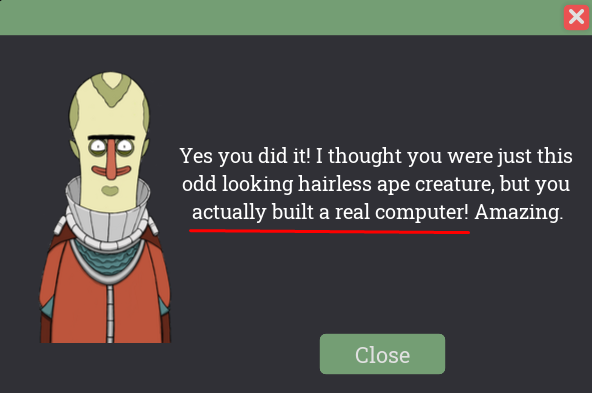 Yes you did it! I thought you were just this
odd looking hairless ape creature, but you
actually built a real computer! Amazing.
Close